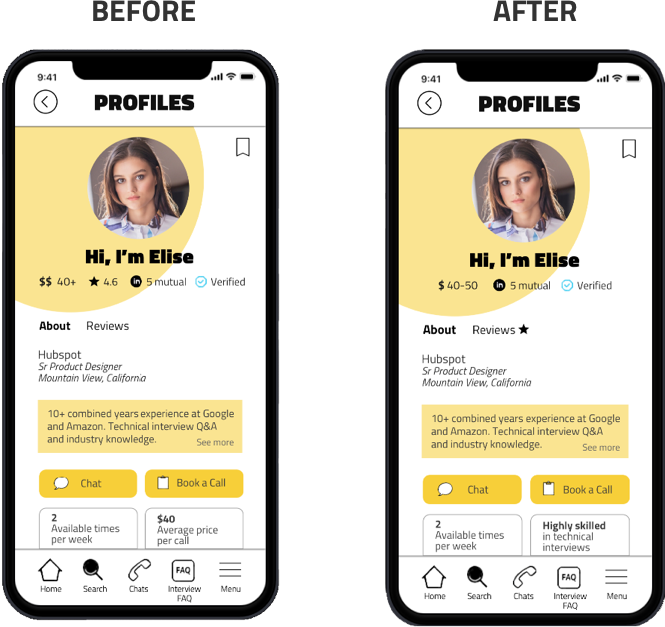 BEFORE
9:41
PROFILES
Hi, I'm Elise
$$ 40+ 4.6 in 5 mutual Verified
About Reviews
Hubspot
Sr Product Designer
Mountain View, California
10+ combined years experience at Google
and Amazon. Technical interview Q&A
and industry knowledge.
See more
Chat Book a Call
2
Available times
per week
$40
Average price
per call
FAQ
Home Search Chats Interview FAQ Menu
AFTER
9:41
PROFILES
Hi, I'm Elise
$ 40-50 in 5 mutual Verified
About Reviews
Hubspot
Sr Product Designer
Mountain View, California
10+ combined years experience at Google
and Amazon. Technical interview Q&A
and industry knowledge.
See more
Chat Book a Call
2
Available times
per week
Highly skilled
in technical
interviews
FAQ
Home Search Chats Interview FAQ Menu